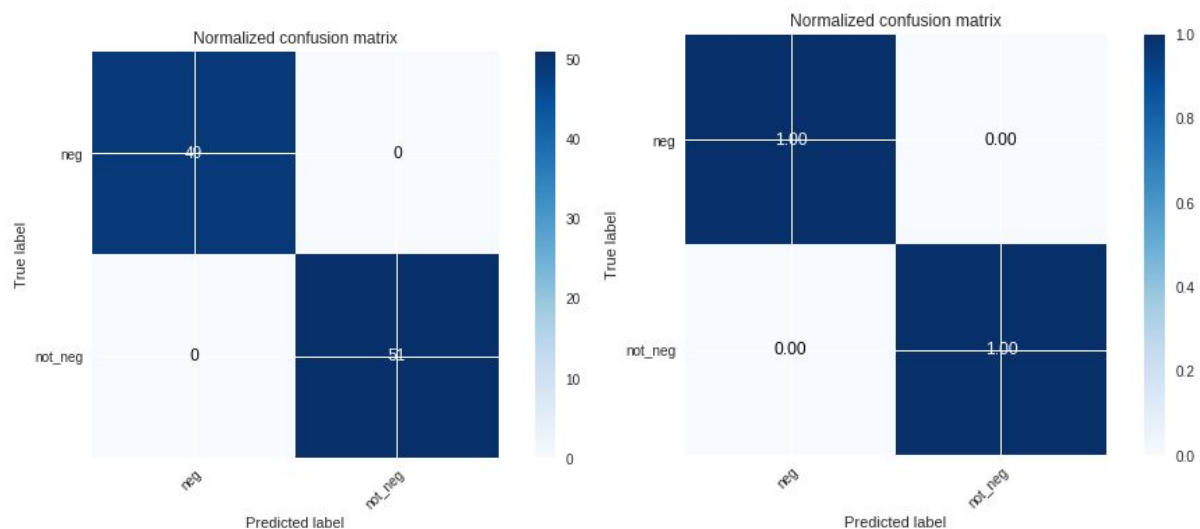 Normalized confusion matrix
50
40
30
20
10
0
neg
not_neg
49
0
0
51
neg
not_neg
True label
Predicted label
Normalized confusion matrix
1.0
0.8
0.6
0.4
0.2
0.0
neg
not_neg
1.00
0.00
0.00
1.00
neg
not_neg
True label
Predicted label